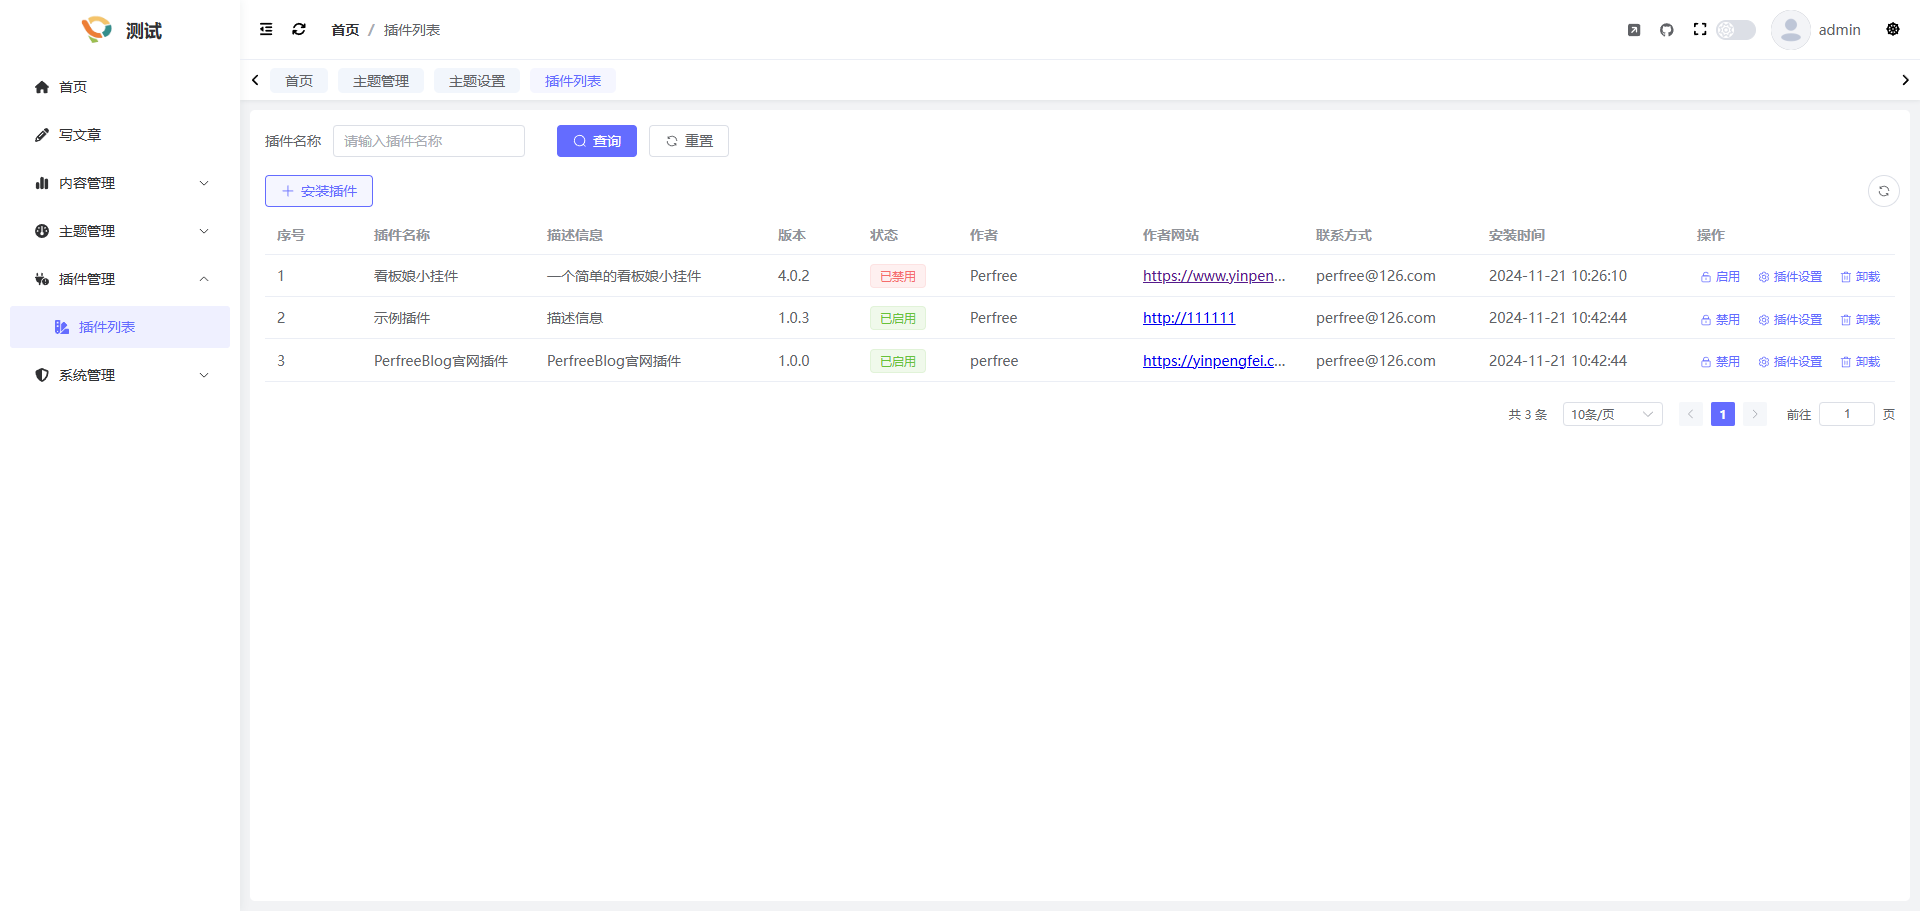 测试
首页 / 插件列表
admin
首页
写文章
内容管理
主题管理
插件管理
插件列表
系统管理
首页 主题管理 主题设置 插件列表
插件名称 请输入插件名称 查询 重置
安装插件
序号 插件名称 描述信息 版本 状态 作者 作者网站 联系方式 安装时间 操作
1 看板娘小挂件 一个简单的看板娘小挂件 4.0.2 已禁用 Perfree https://www.yinpen... perfree@126.com 2024-11-21 10:26:10 启用 插件设置 卸载
2 示例插件 描述信息 1.0.3 已启用 Perfree http://111111 perfree@126.com 2024-11-21 10:42:44 禁用 插件设置 卸载
3 PerfreeBlog官网插件 PerfreeBlog官网插件 1.0.0 已启用 perfree https://yinpengfei.c... perfree@126.com 2024-11-21 10:42:44 禁用 插件设置 卸载
共 3 条 10条/页 1 前往 1 页